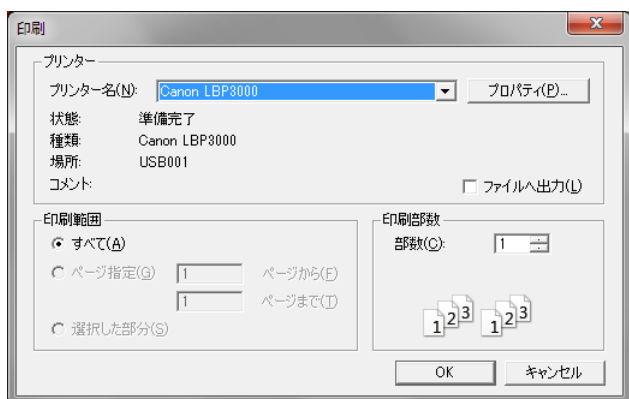 印刷
プリンター
プリンター名(N): Canon LBP3000 プロパティ(P)...
状態: 準備完了
種類: Canon LBP3000
場所: USB001
コメント:
ファイルへ出力(L)
印刷範囲
すべて(A)
ページ指定(G) 1 ページから(F)
1 ページまで(T)
選択した部分(S)
印刷部数
部数(C): 1
1 2 3 1 2 3
OK キャンセル